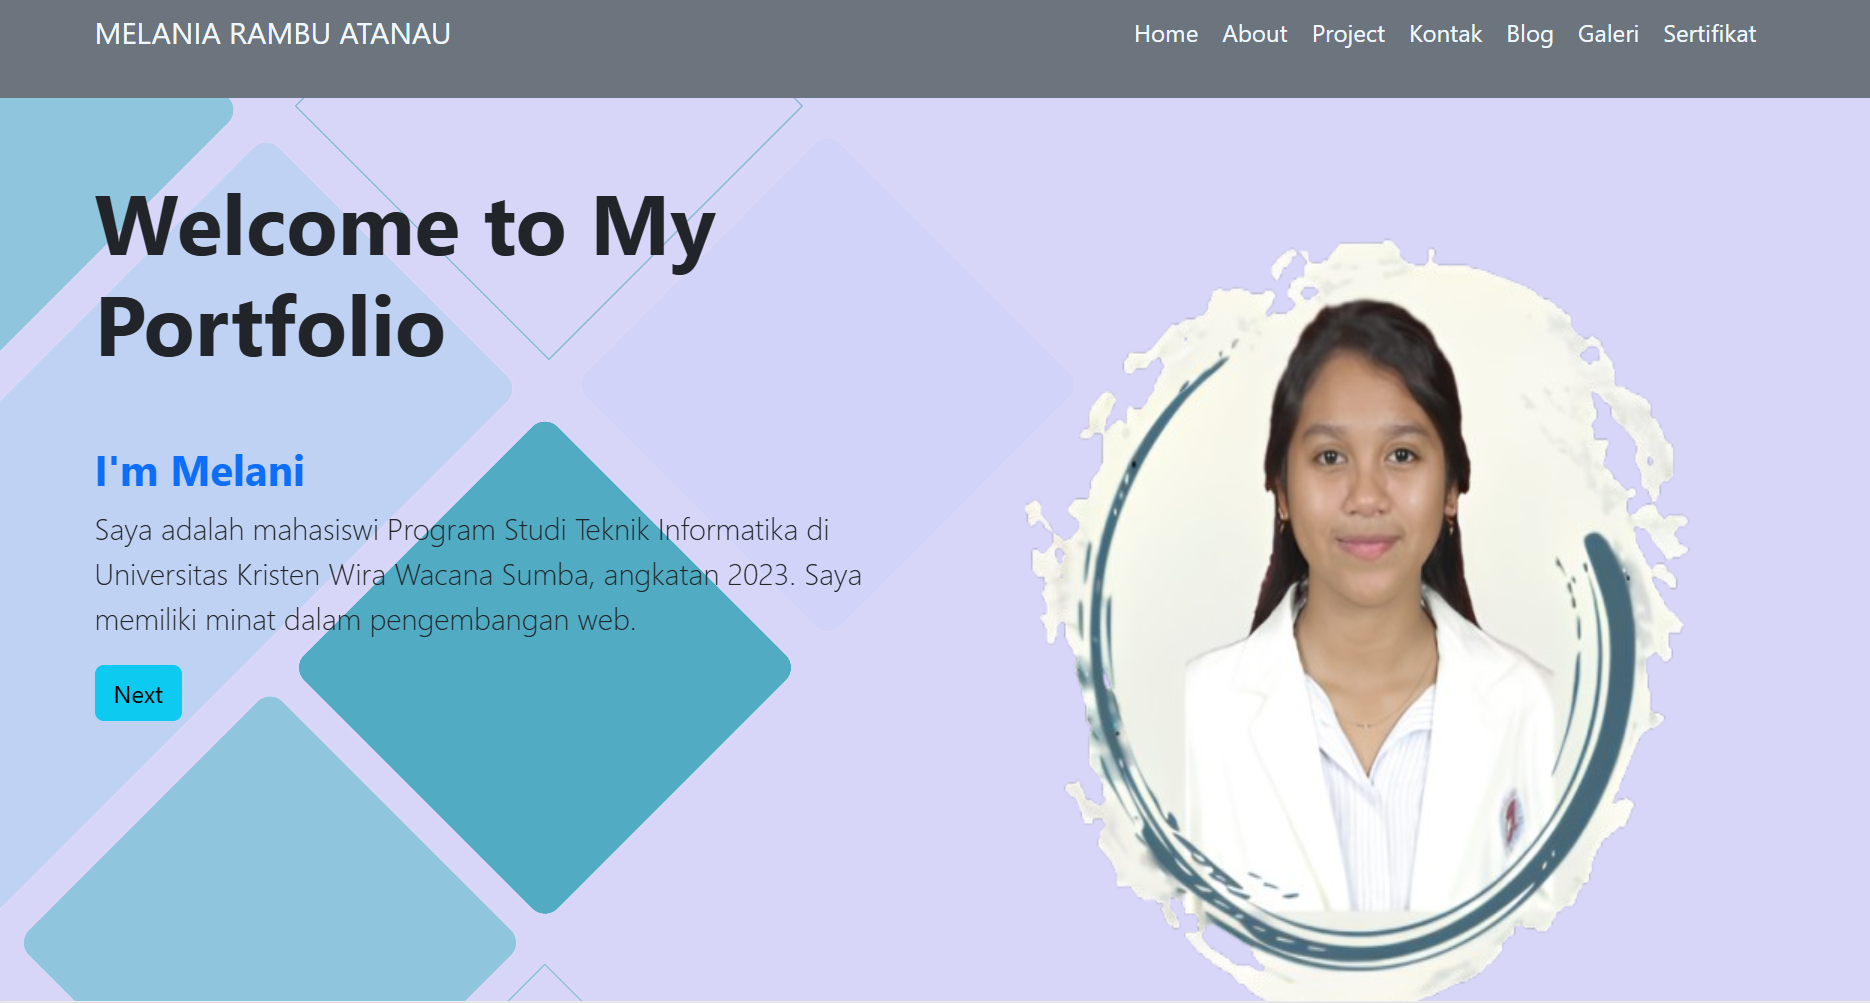 MELANIA RAMBU ATANAU
Home About Project Kontak Blog Galeri Sertifikat
Welcome to My
Portfolio
I'm Melani
Saya adalah mahasiswi Program Studi Teknik Informatika di
Universitas Kristen Wira Wacana Sumba, angkatan 2023. Saya
memiliki minat dalam pengembangan web.
Next